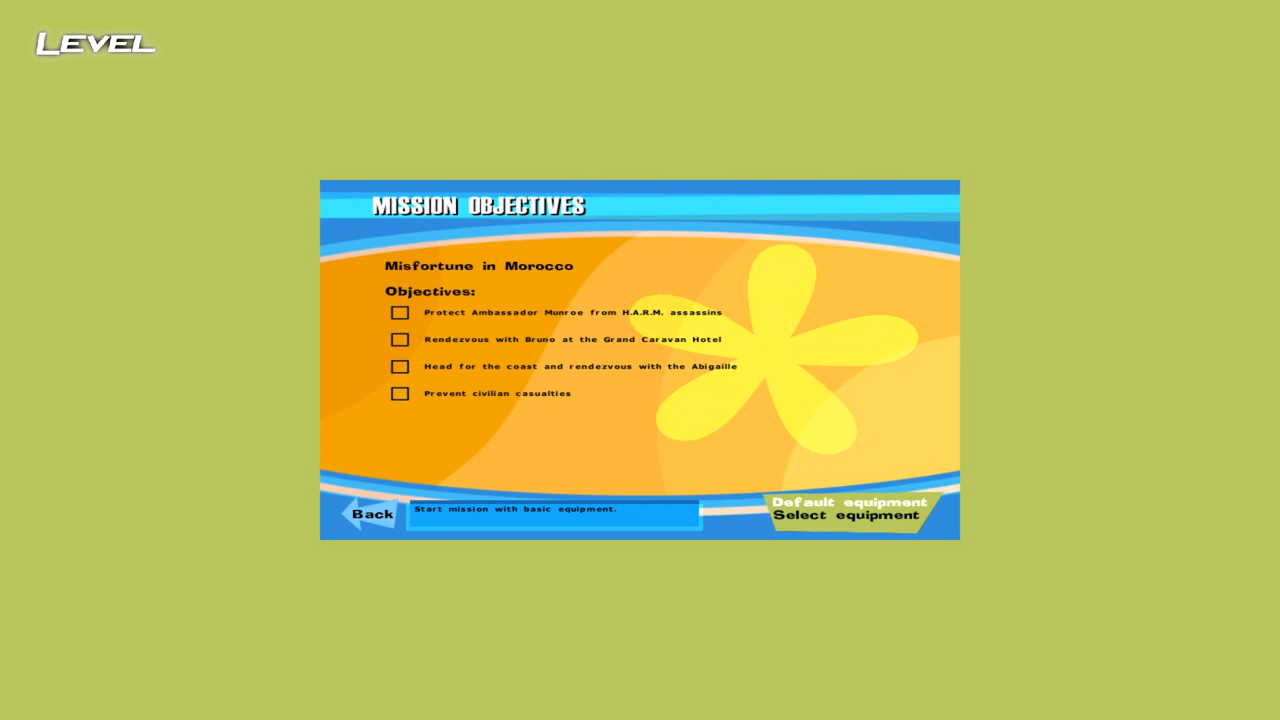 LEVEL
MISSION OBJECTIVES
Misfortune in Morocco
Objectives:
Protect Ambassador Munroe from H.A.R.M. assassins
Rendezvous with Bruno at the Grand Caravan Hotel
Head for the coast and rendezvous with the Abigaille
Prevent civilian casualties
Back
Start mission with basic equipment.
Default equipment
Select equipment